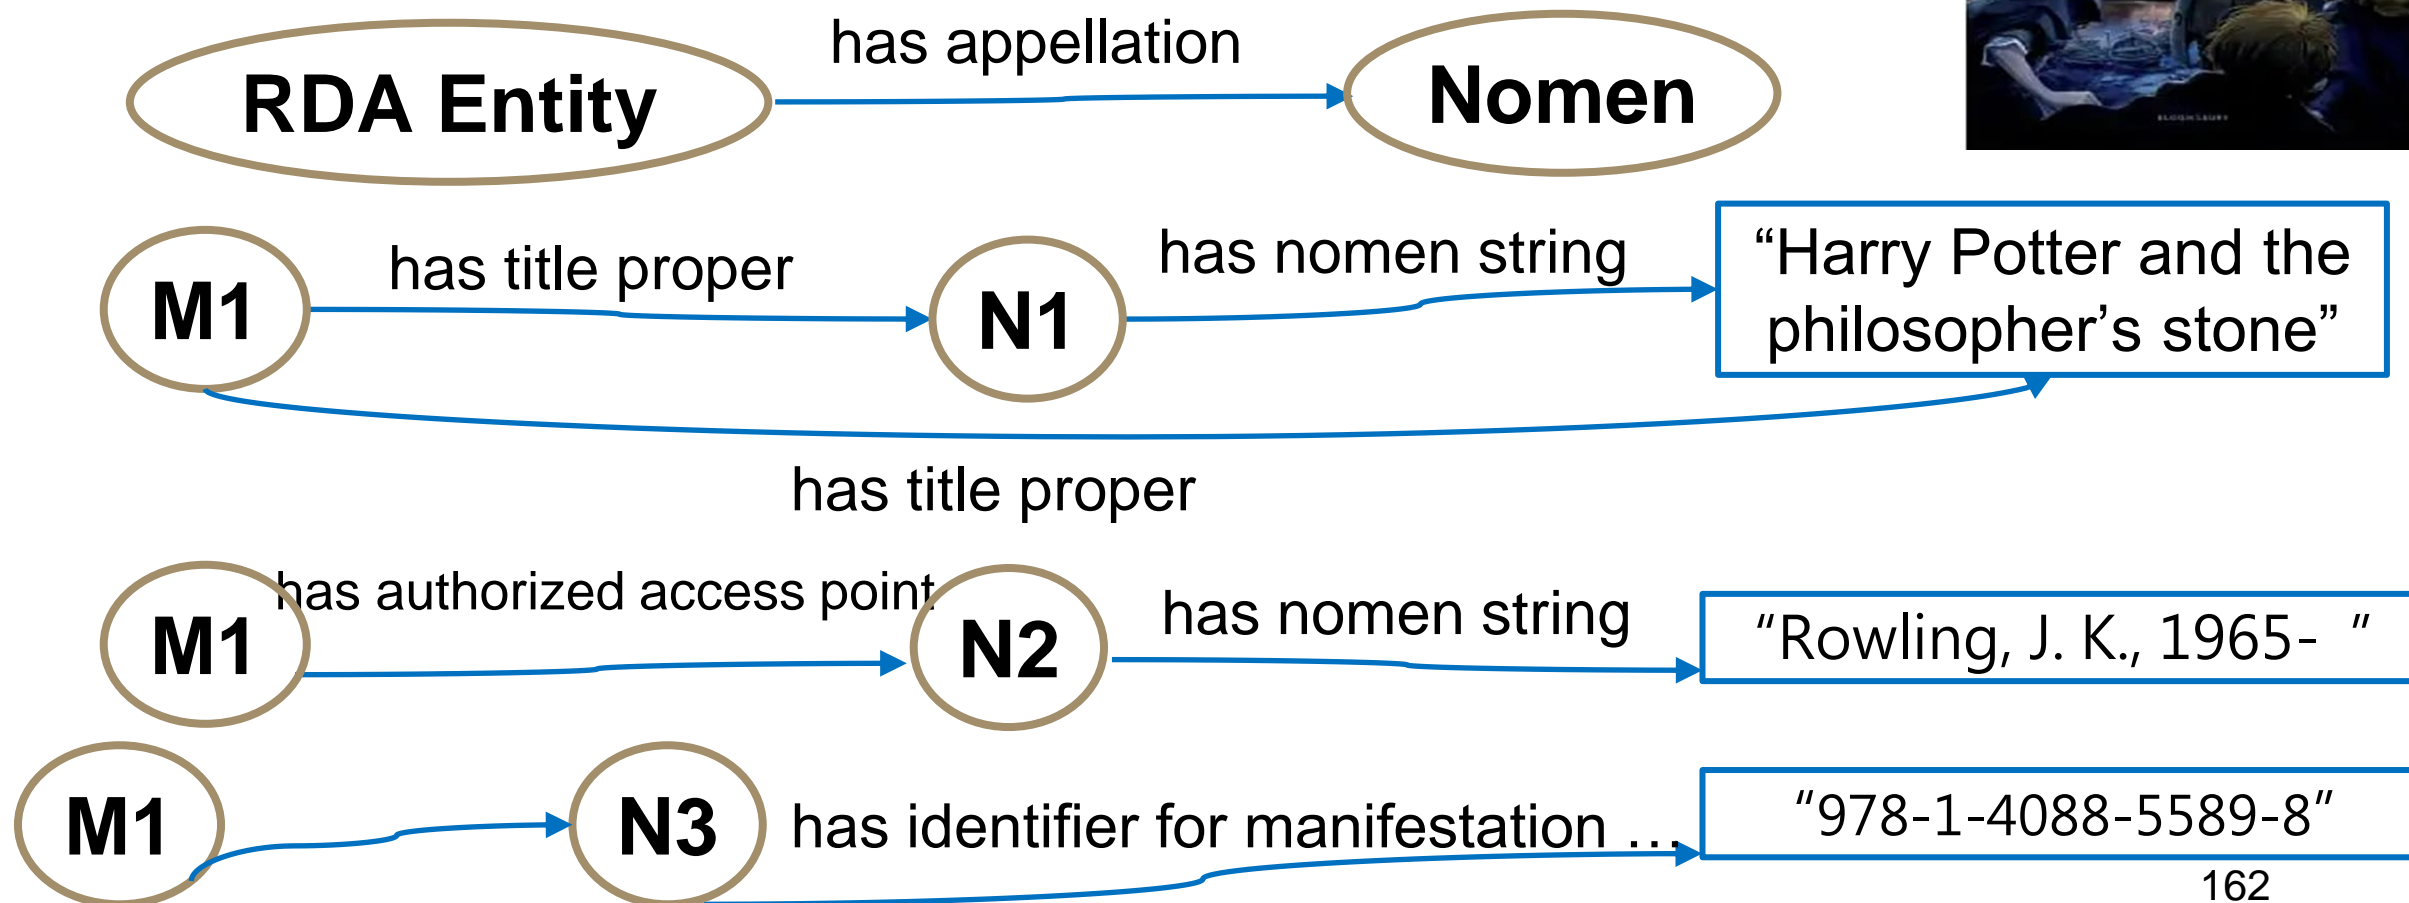 has appellation
RDA Entity
Nomen
BLOOMSBURY
M1
has title proper
N1
has nomen string
“Harry Potter and the
philosopher’s stone”
has title proper
M1
has authorized access point
N2
has nomen string
“Rowling, J. K., 1965-  ”
M1
N3
has identifier for manifestation …
“978-1-4088-5589-8”
162